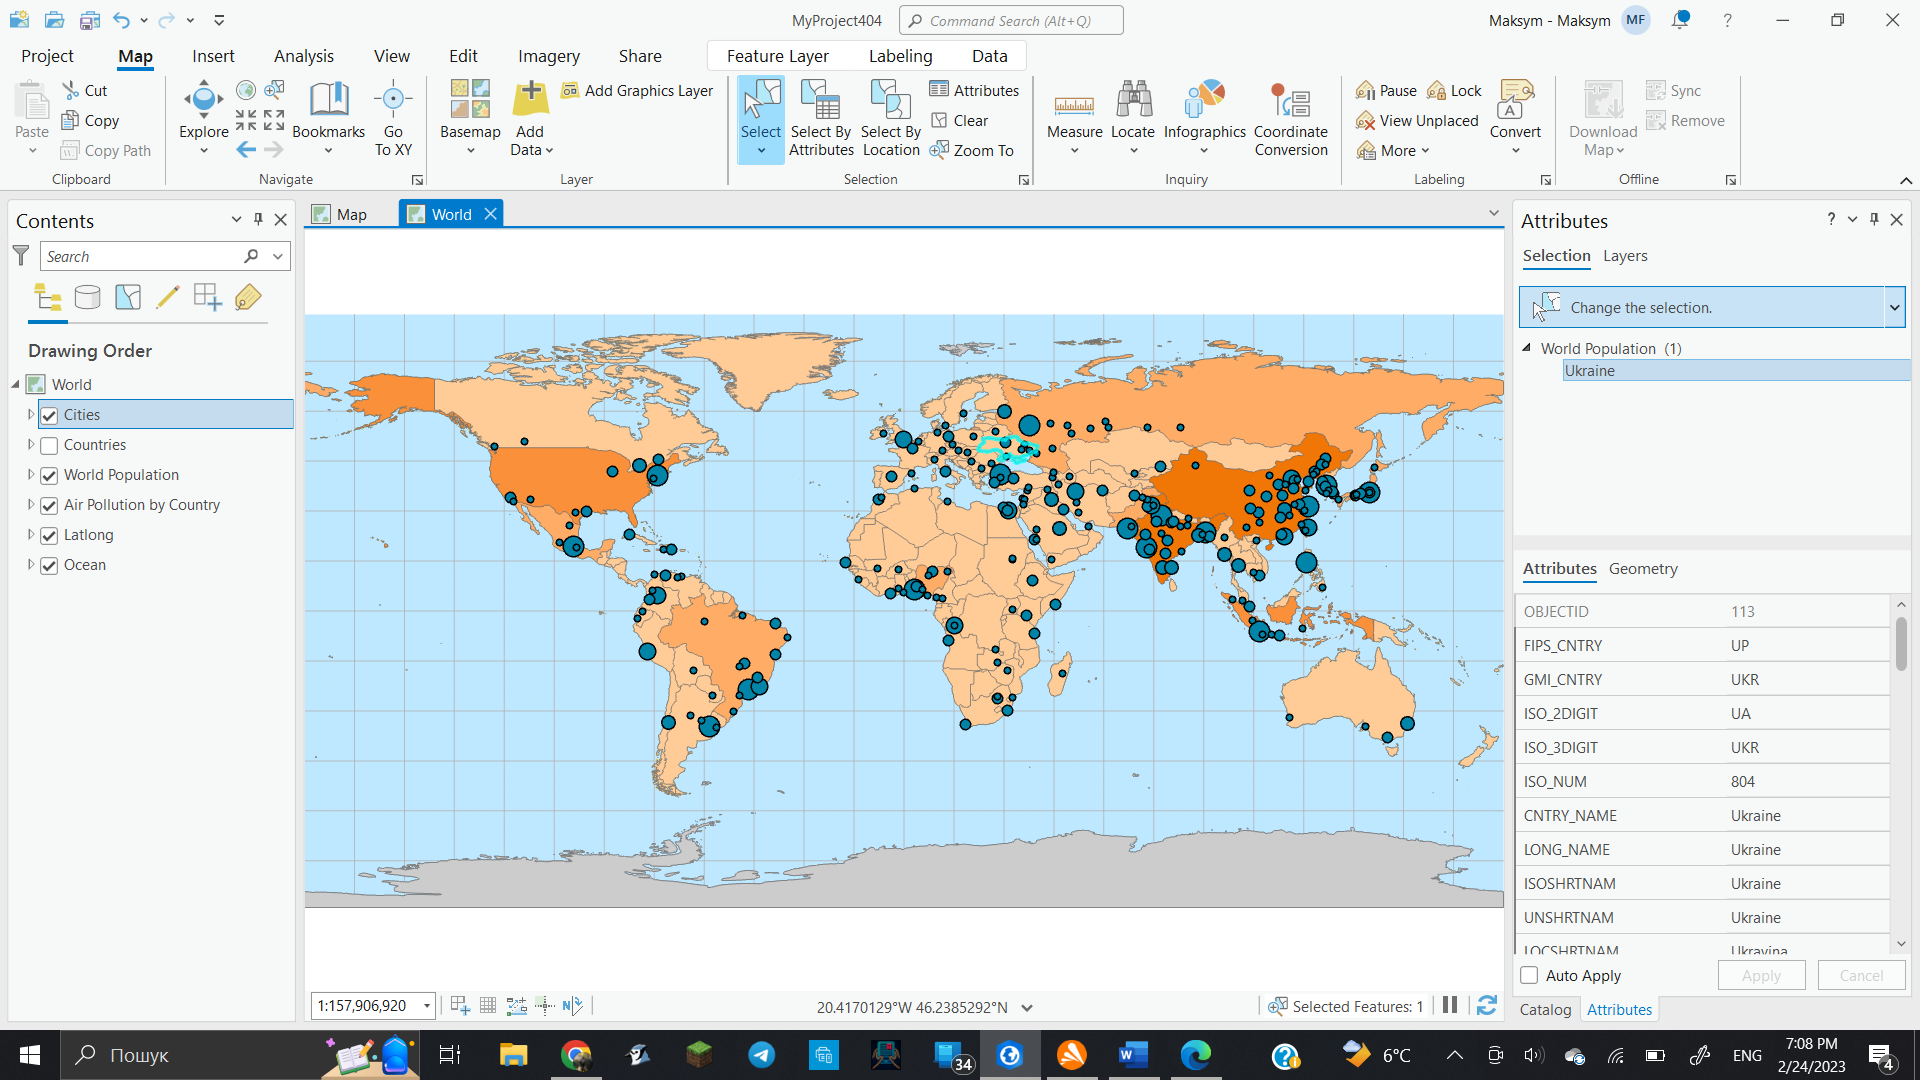 MyProject404
Command Search (Alt+Q)
Maksym - Maksym
MF
?
Project
Map
Insert
Analysis
View
Edit
Imagery
Share
Feature Layer
Labeling
Data
Paste
Cut
Copy
Copy Path
Clipboard
Explore
Bookmarks
Go
To XY
Navigate
Basemap
Add
Data
Add Graphics Layer
Layer
Select
Select By
Attributes
Select By
Location
Attributes
Clear
Zoom To
Selection
Measure
Locate
Infographics
Coordinate
Conversion
Inquiry
Pause
Lock
View Unplaced
More
Convert
Labeling
Download
Map
Sync
Remove
Offline
Contents
Search
Drawing Order
World
Cities
Countries
World Population
Air Pollution by Country
Latlong
Ocean
Map
World
1:157,906,920
20.4170129°W 46.2385292°N
Selected Features: 1
Attributes
?
Selection
Layers
Change the selection.
World Population (1)
Ukraine
Attributes
Geometry
OBJECTID 113
FIPS_CNTRY UP
GMI_CNTRY UKR
ISO_2DIGIT UA
ISO_3DIGIT UKR
ISO_NUM 804
CNTRY_NAME Ukraine
LONG_NAME Ukraine
ISOSHRTNAM Ukraine
UNSHRTNAM Ukraine
LOCSHRTNAM Ukrayina
Auto Apply
Apply
Cancel
Catalog
Attributes
Пошук
34
6°C
ENG
7:08 PM
2/24/2023
4